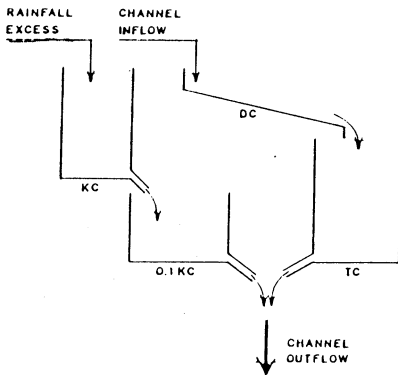 RAINFALL
EXCESS
CHANNEL
INFLOW
DC
KC
0.1 KC
TC
CHANNEL
OUTFLOW